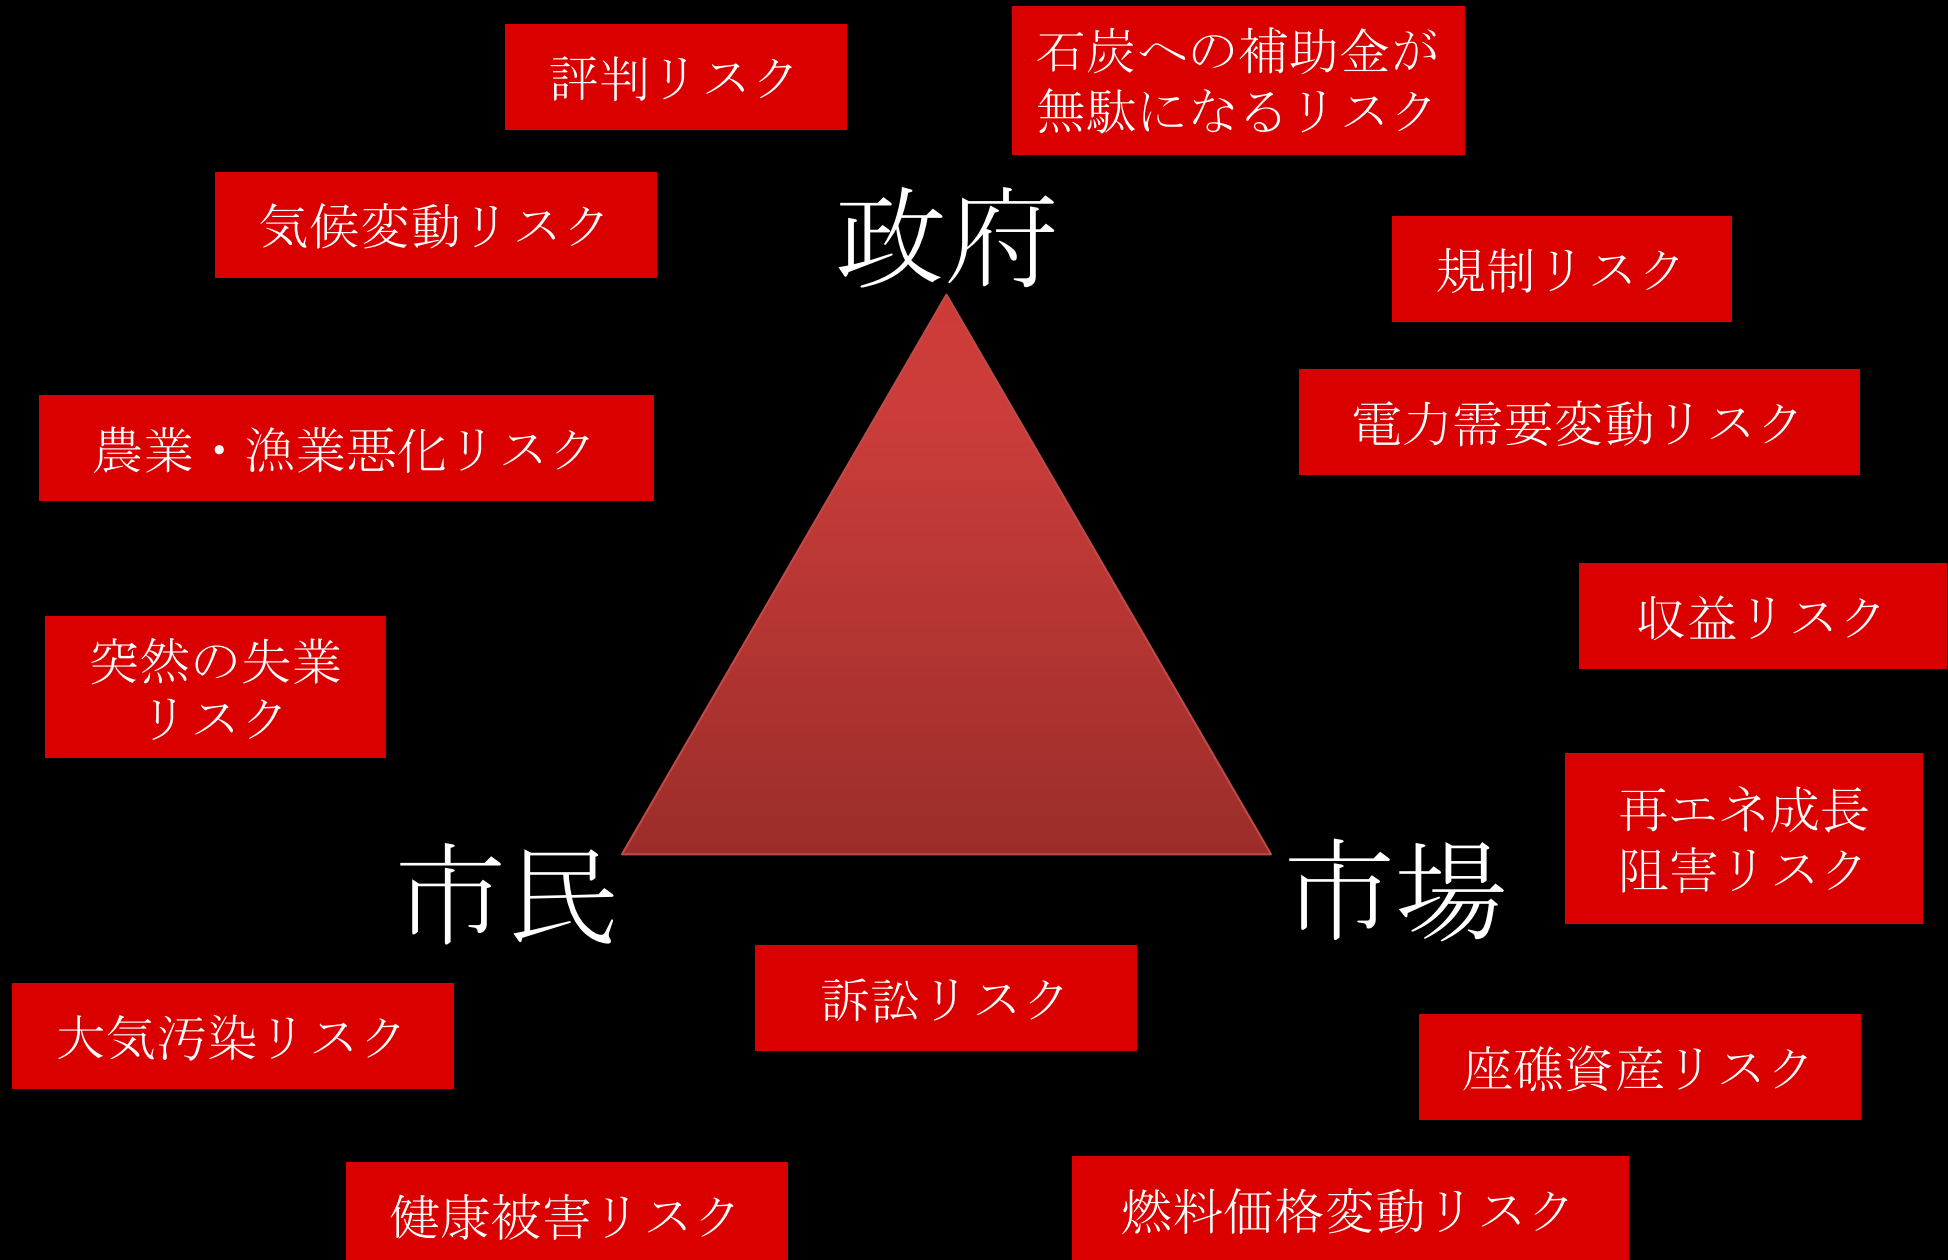 評判リスク
石炭への補助金が
無駄になるリスク
気候変動リスク
政府
規制リスク
農業・漁業悪化リスク
電力需要変動リスク
突然の失業
リスク
収益リスク
再エネ成長
阻害リスク
市民
市場
訴訟リスク
大気汚染リスク
座礁資産リスク
健康被害リスク
燃料価格変動リスク